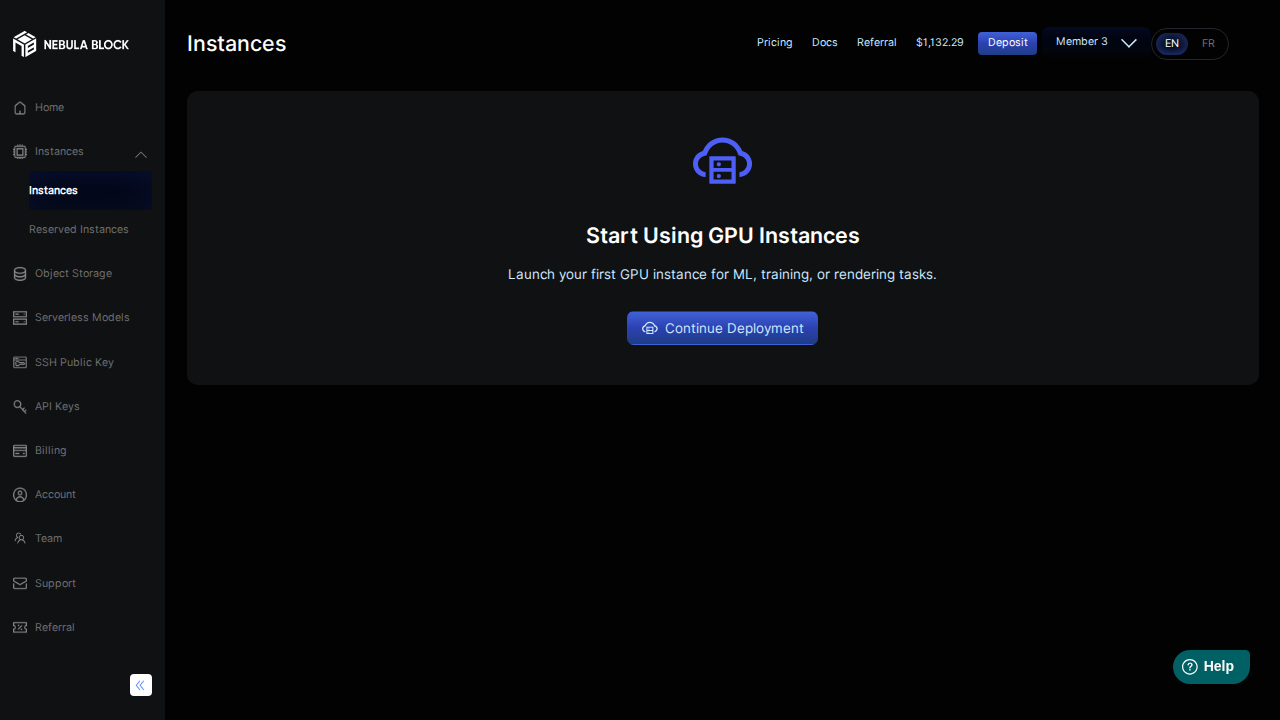 NEBULA BLOCK
Instances
Pricing
Docs
Referral
$1,132.29
Deposit
Member 3
EN
FR
Home
Instances
Instances
Reserved Instances
Object Storage
Serverless Models
SSH Public Key
API Keys
Billing
Account
Team
Support
Referral
Start Using GPU Instances
Launch your first GPU instance for ML, training, or rendering tasks.
Continue Deployment
Help